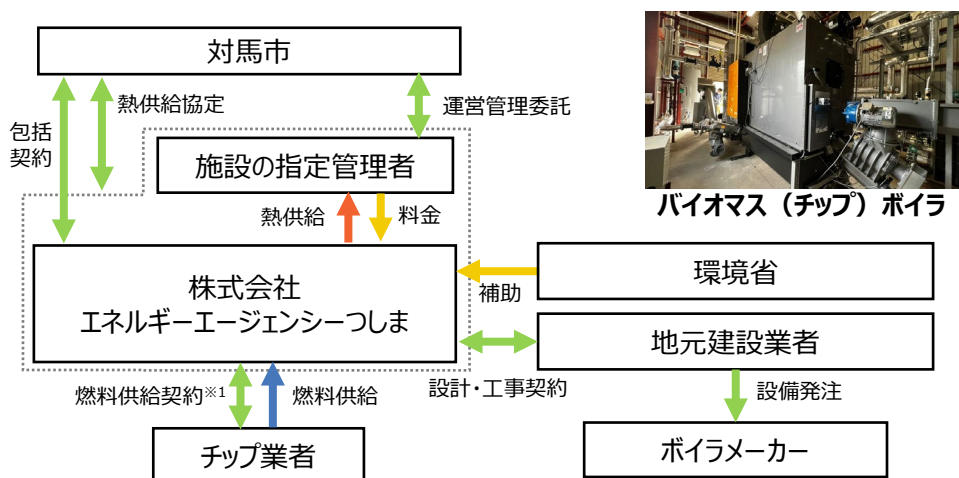 対馬市
熱供給協定
包括
契約
運営管理委託
施設の指定管理者
熱供給
料金
バイオマス（チップ）ボイラ
株式会社
エネルギーエージェンシーつしま
補助
環境省
地元建設業者
設計・工事契約
設備発注
燃料供給契約※1
燃料供給
チップ業者
ボイラメーカー